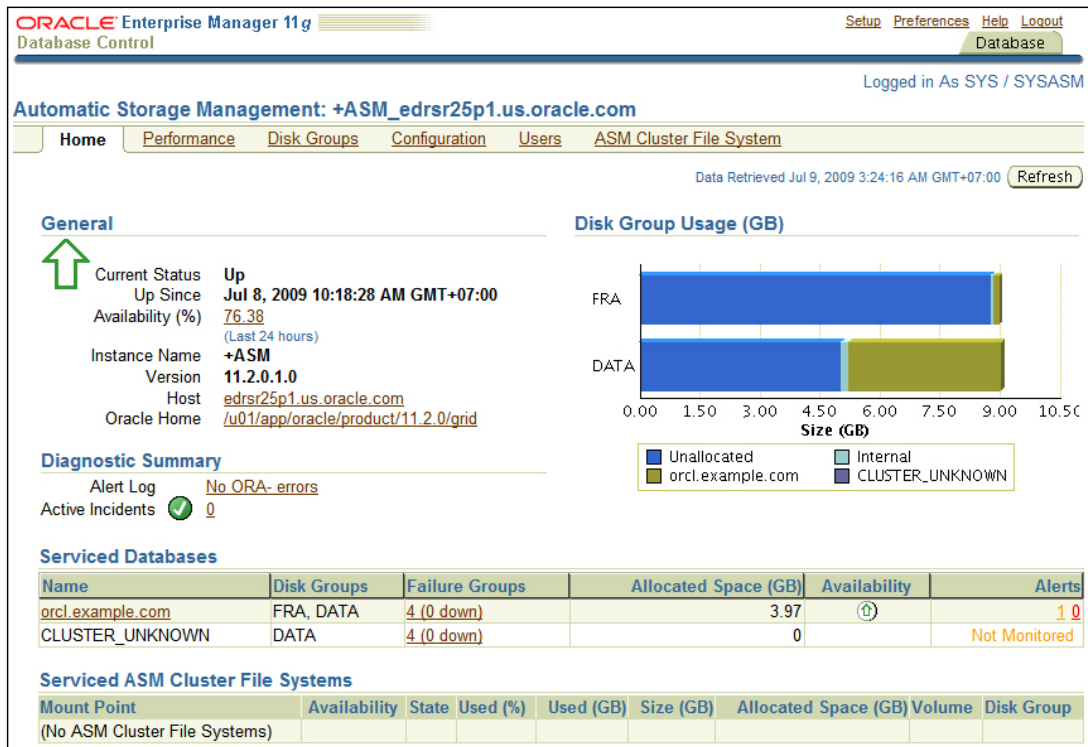 ORACLE Enterprise Manager 11g
Database Control
Setup Preferences Help Logout
Database
Logged in As SYS / SYSASM
Automatic Storage Management: +ASM_edrsr25p1.us.oracle.com
Home Performance Disk Groups Configuration Users ASM Cluster File System
Data Retrieved Jul 9, 2009 3:24:16 AM GMT+07:00 Refresh
General
Current Status Up
Up Since Jul 8, 2009 10:18:28 AM GMT+07:00
Availability (%) 76.38
(Last 24 hours)
Instance Name +ASM
Version 11.2.0.1.0
Host edrsr25p1.us.oracle.com
Oracle Home /u01/app/oracle/product/11.2.0/grid
Disk Group Usage (GB)
FRA
DATA
0.00 1.50 3.00 4.50 6.00 7.50 9.00 10.50
Size (GB)
Unallocated Internal
orcl.example.com CLUSTER_UNKNOWN
Diagnostic Summary
Alert Log No ORA- errors
Active Incidents 0
Serviced Databases
Name Disk Groups Failure Groups Allocated Space (GB) Availability Alerts
orcl.example.com FRA, DATA 4 (0 down) 3.97 1 0
CLUSTER_UNKNOWN DATA 4 (0 down) 0 Not Monitored
Serviced ASM Cluster File Systems
Mount Point Availability State Used (%) Used (GB) Size (GB) Allocated Space (GB) Volume Disk Group
(No ASM Cluster File Systems)